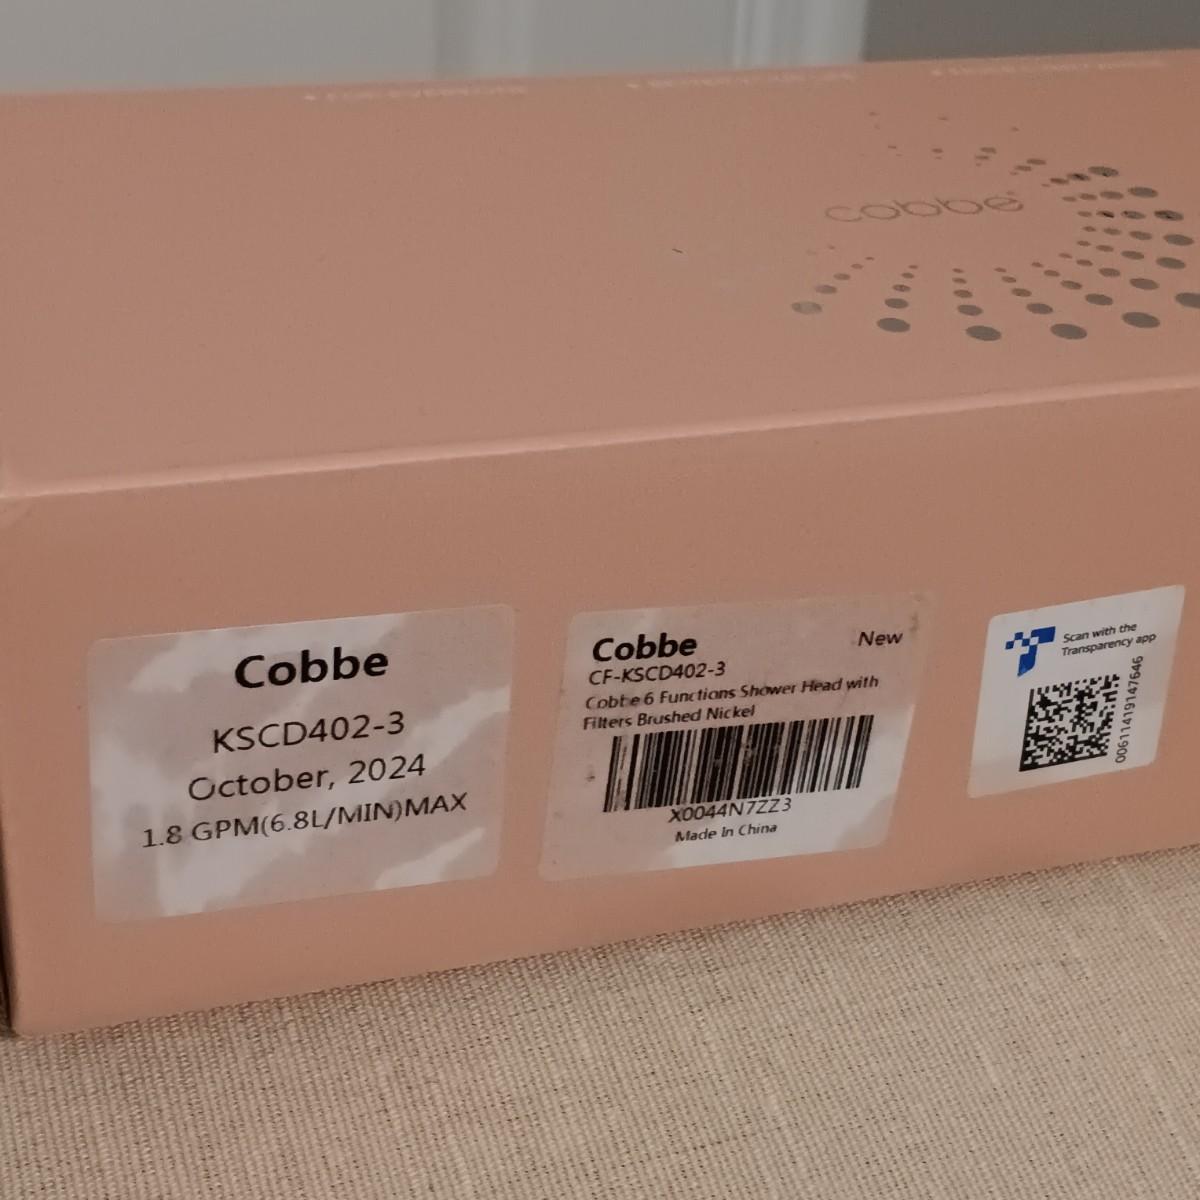 cobbe
Cobbe
KSCD402-3
October, 2024
1.8 GPM(6.8L/MIN)MAX
Cobbe
New
CF-KSCD402-3
Cobbe 6 Functions Shower Head with
Filters Brushed Nickel
X0044N7ZZ3
Made In China
Scan with the
Transparency app
00611419147646